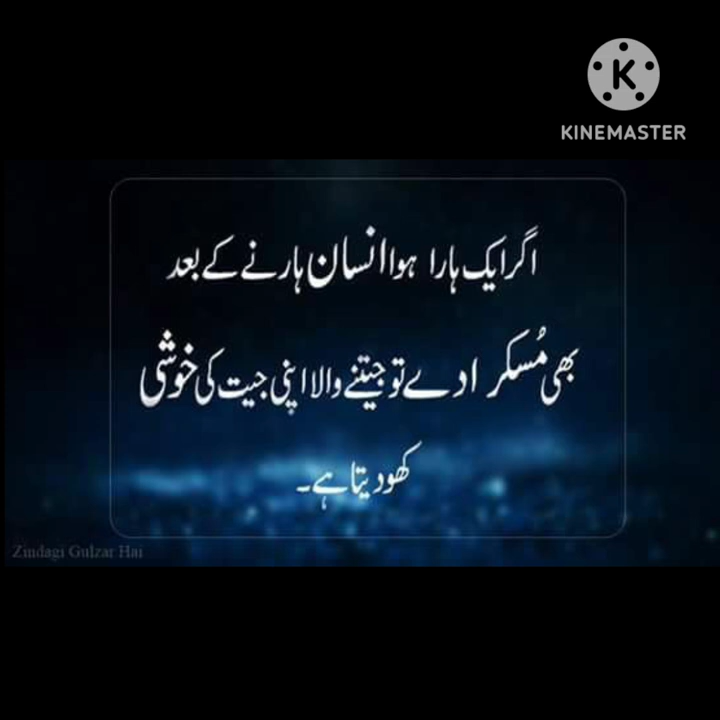 KINEMASTER
اگر ایک ہارا ہوا انسان ہارنے کے بعد
بھی مُسکرا دے تو جیتنے والا اپنی جیت کی خوشی
کھو دیتا ہے۔
Zindagi Gulzar Hai